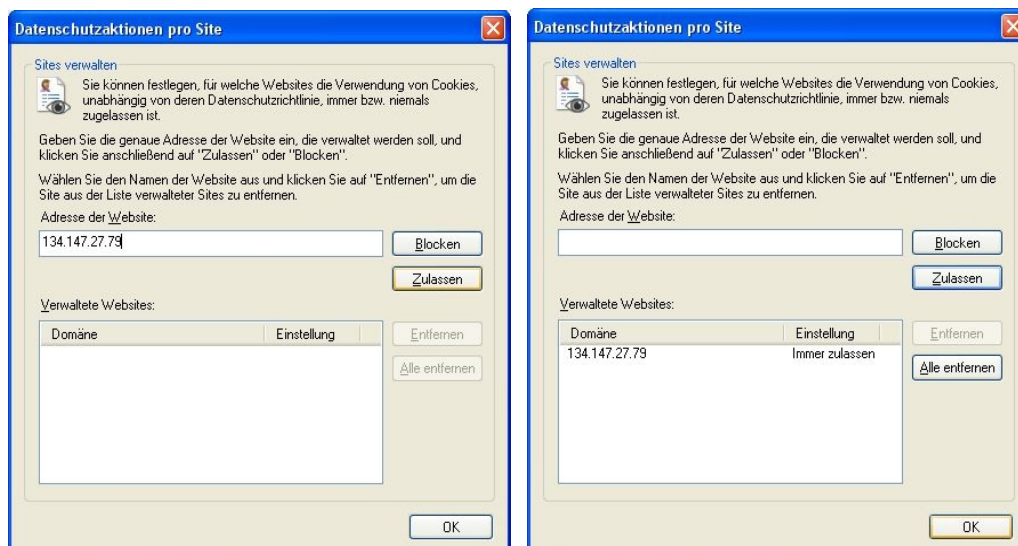 Datenschutzaktionen pro Site
Sites verwalten
Sie können festlegen, für welche Websites die Verwendung von Cookies,
unabhängig von deren Datenschutzrichtlinie, immer bzw. niemals
zugelassen ist.
Geben Sie die genaue Adresse der Website ein, die verwaltet werden soll, und
klicken Sie anschließend auf "Zulassen" oder "Blocken".
Wählen Sie den Namen der Website aus und klicken Sie auf "Entfernen", um die
Site aus der Liste verwalteter Sites zu entfernen.
Adresse der Website:
134.147.27.79
Blocken
Zulassen
Verwaltete Websites:
Domäne Einstellung
Entfernen
Alle entfernen
OK
Datenschutzaktionen pro Site
Sites verwalten
Sie können festlegen, für welche Websites die Verwendung von Cookies,
unabhängig von deren Datenschutzrichtlinie, immer bzw. niemals
zugelassen ist.
Geben Sie die genaue Adresse der Website ein, die verwaltet werden soll, und
klicken Sie anschließend auf "Zulassen" oder "Blocken".
Wählen Sie den Namen der Website aus und klicken Sie auf "Entfernen", um die
Site aus der Liste verwalteter Sites zu entfernen.
Adresse der Website:
Blocken
Zulassen
Verwaltete Websites:
Domäne Einstellung
Entfernen
134.147.27.79 Immer zulassen
Alle entfernen
OK